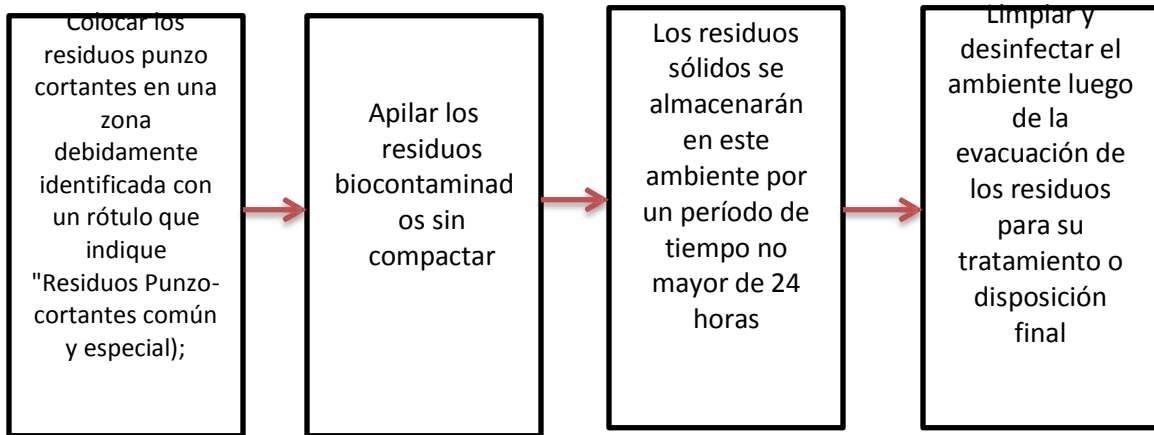 Colocar los
residuos punzo
cortantes en una
zona
debidamente
identificada con
un rótulo que
indique
"Residuos Punzo-
cortantes común
y especial);
Apilar los
residuos
biocontaminad
os sin
compactar
Los residuos
sólidos se
almacenarán
en este
ambiente por
un período de
tiempo no
mayor de 24
horas
Limpiar y
desinfectar el
ambiente luego
de la
evacuación de
los residuos
para su
tratamiento o
disposición
final